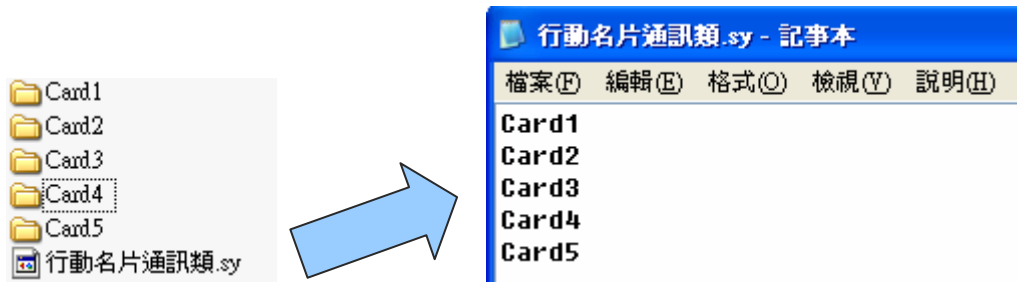 Card1
Card2
Card3
Card4
Card5
行動名片通訊類.sy
行動名片通訊類.sy - 記事本
檔案(F) 編輯(E) 格式(O) 檢視(V) 說明(H)
Card1
Card2
Card3
Card4
Card5